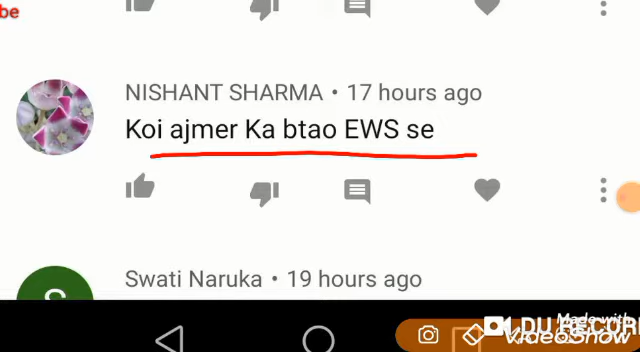 be
NISHANT SHARMA • 17 hours ago
Koi ajmer Ka btao EWS se
Swati Naruka • 19 hours ago
S
Made with
DU RECOR
VideoShow